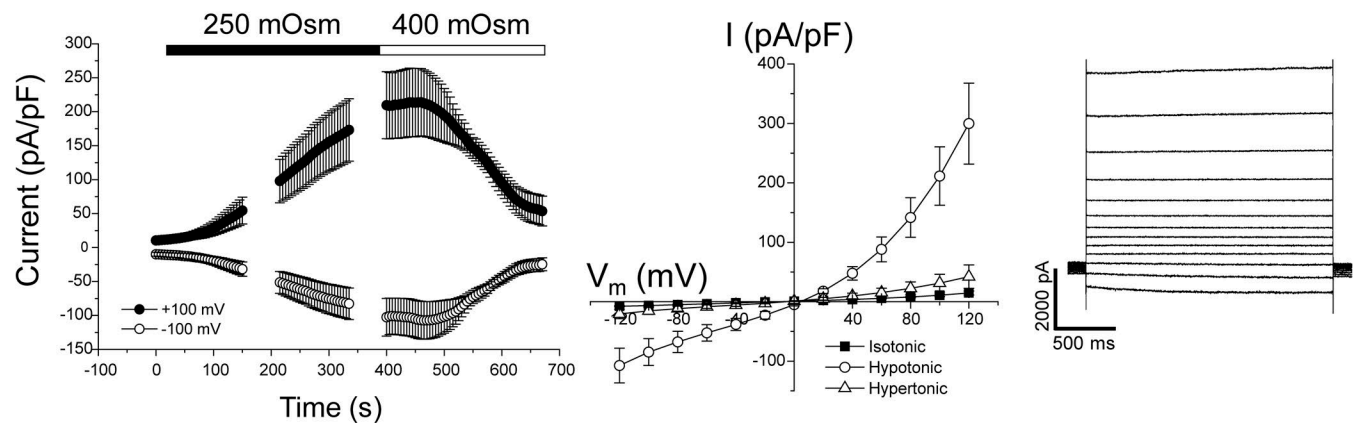 250 mOsm 400 mOsm
300
250
200
150
100
50
0
-50
-100
-150
Current (pA/pF)
+100 mV
-100 mV
-100 0 100 200 300 400 500 600 700
Time (s)
I (pA/pF)
400
300
200
100
-100
Vm (mV)
-120 -80 -40 40 80 120
Isotonic
Hypotonic
Hypertonic
2000 pA
500 ms